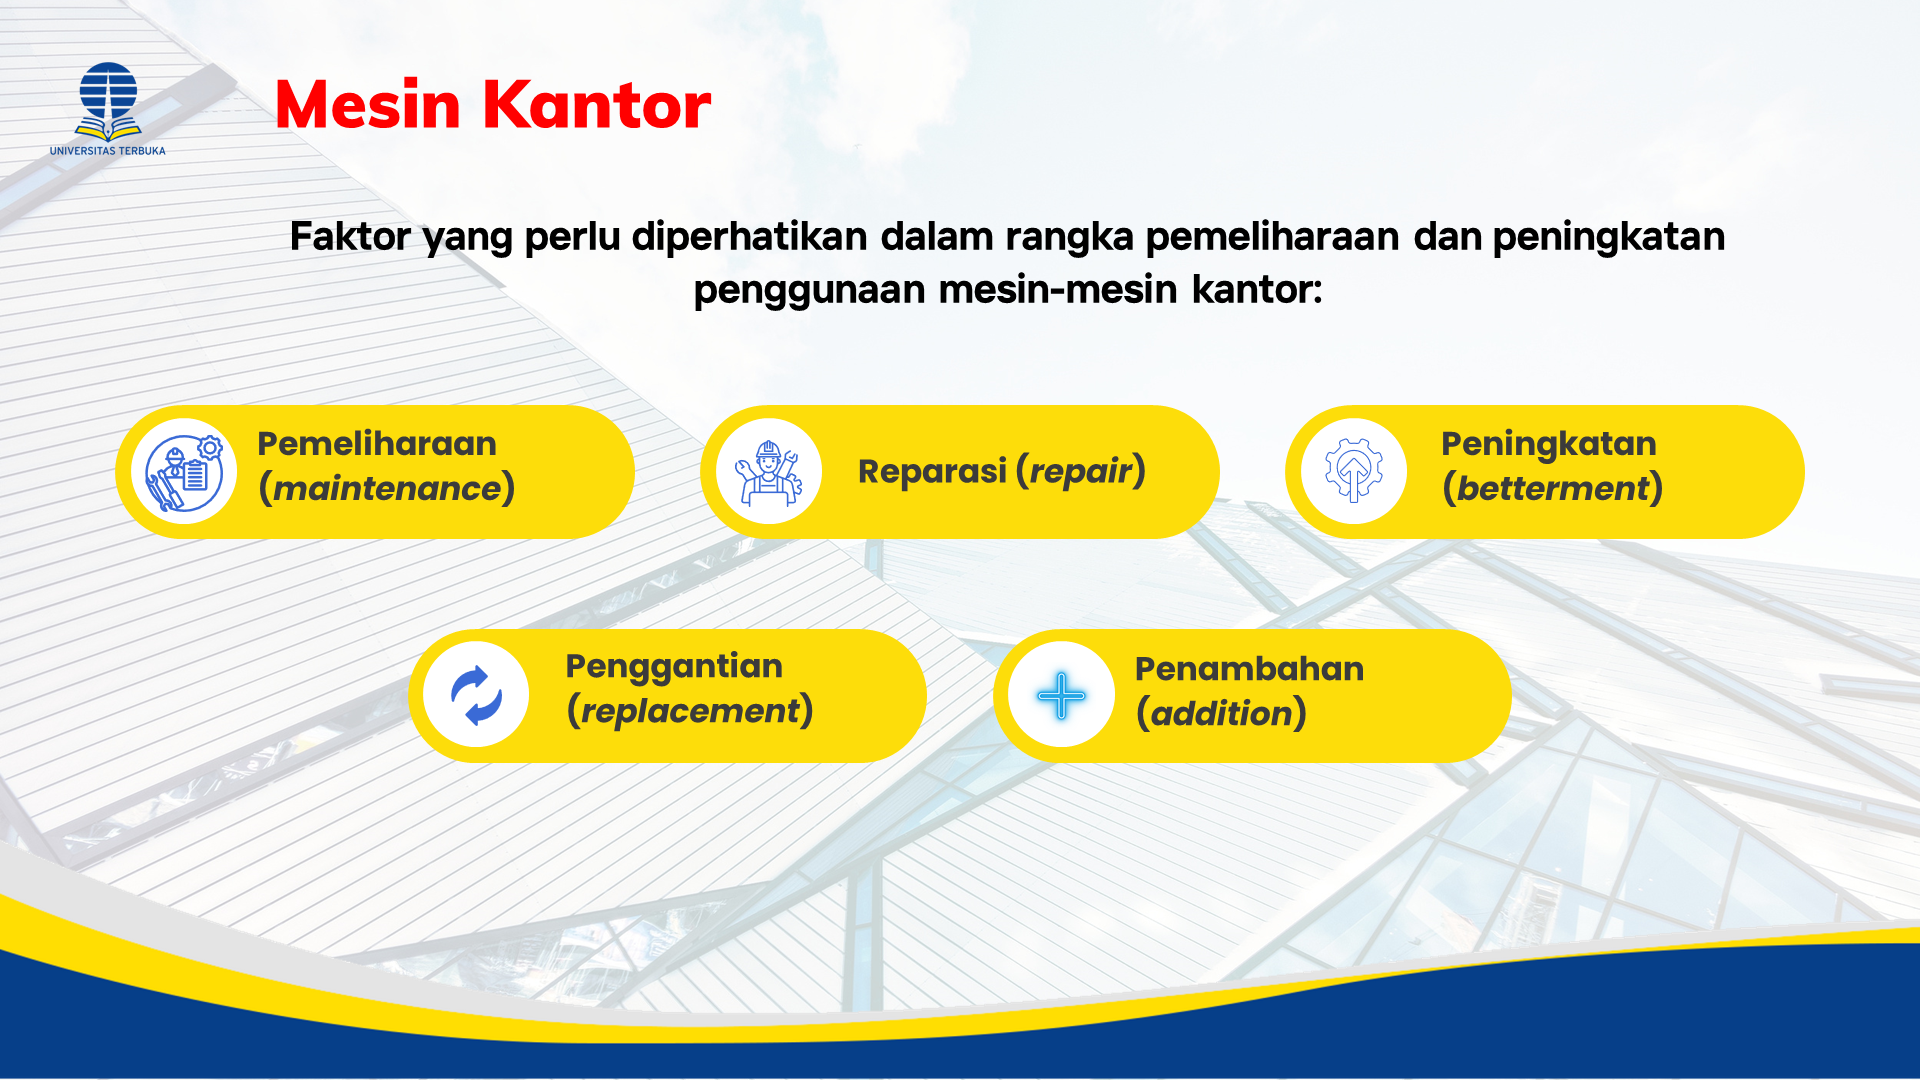 UNIVERSITAS TERBUKA
Mesin Kantor
Faktor yang perlu diperhatikan dalam rangka pemeliharaan dan peningkatan
penggunaan mesin-mesin kantor:
Pemeliharaan
(maintenance)
Reparasi (repair)
Peningkatan
(betterment)
Penggantian
(replacement)
Penambahan
(addition)